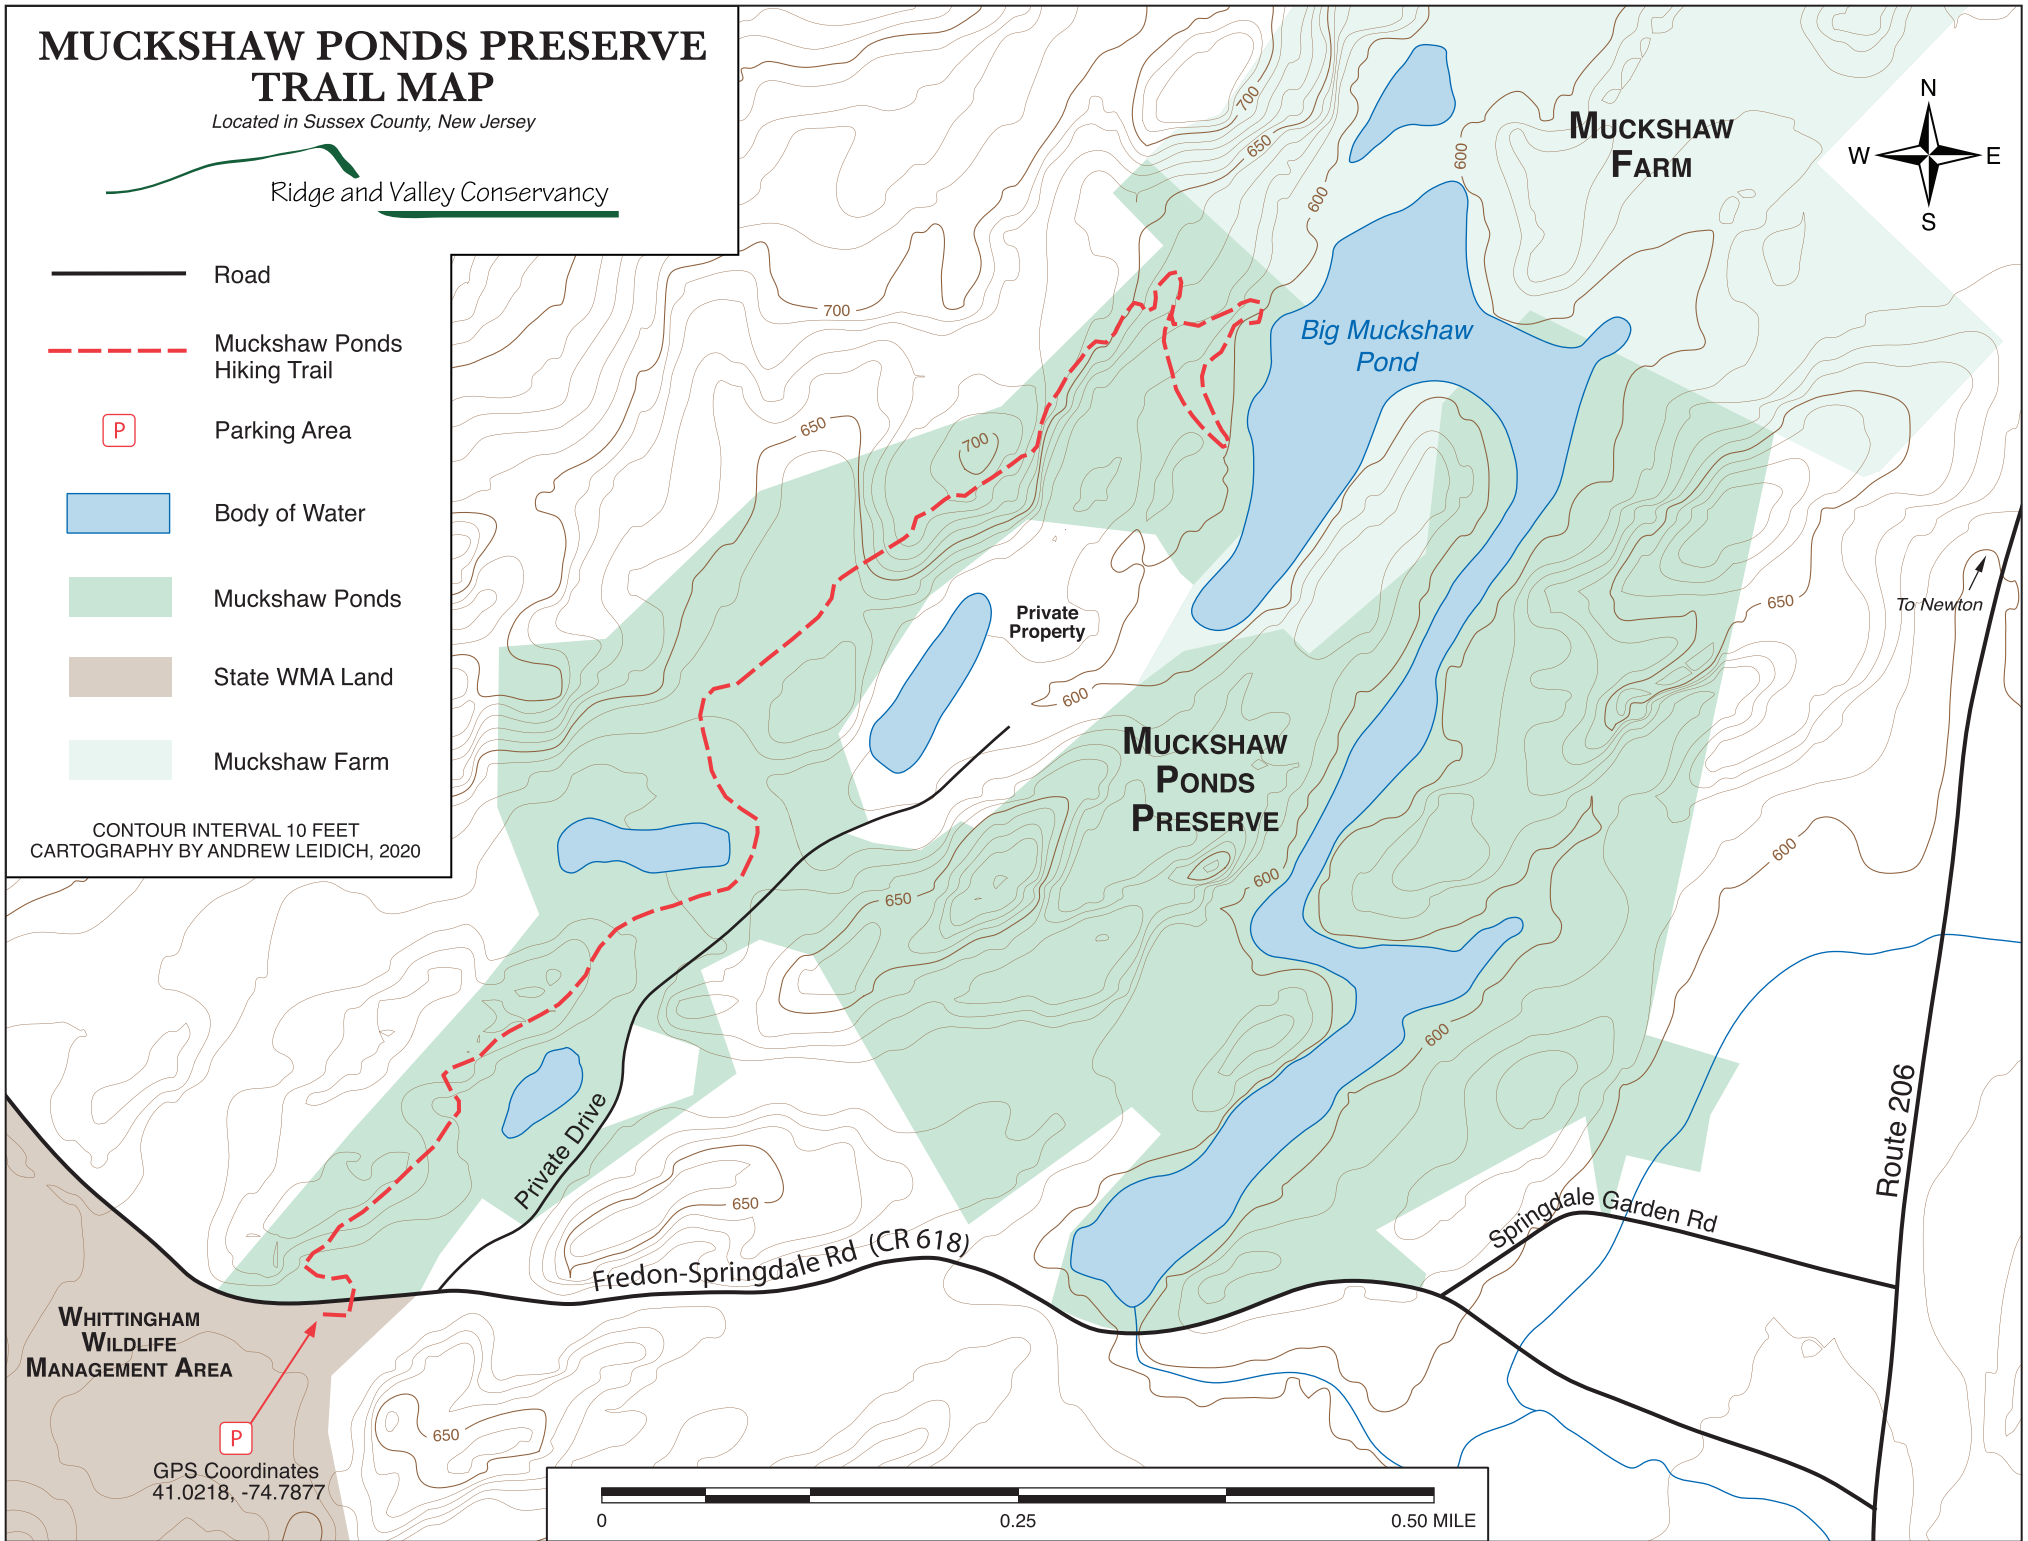 MUCKSHAW PONDS PRESERVE
TRAIL MAP
Located in Sussex County, New Jersey
Ridge and Valley Conservancy
Road
Muckshaw Ponds
Hiking Trail
P
Parking Area
Body of Water
Muckshaw Ponds
State WMA Land
Muckshaw Farm
CONTOUR INTERVAL 10 FEET
CARTOGRAPHY BY ANDREW LEIDICH, 2020
N
W
E
S
MUCKSHAW
FARM
700
650
600
600
700
650
700
Big Muckshaw
Pond
Private
Property
600
650
To Newton
MUCKSHAW
PONDS
PRESERVE
600
650
600
600
Private Drive
650
Fredon-Springdale Rd (CR 618)
Springdale Garden Rd
Route 206
WHITTINGHAM
WILDLIFE
MANAGEMENT AREA
650
P
GPS Coordinates
41.0218, -74.7877
0
0.25
0.50 MILE